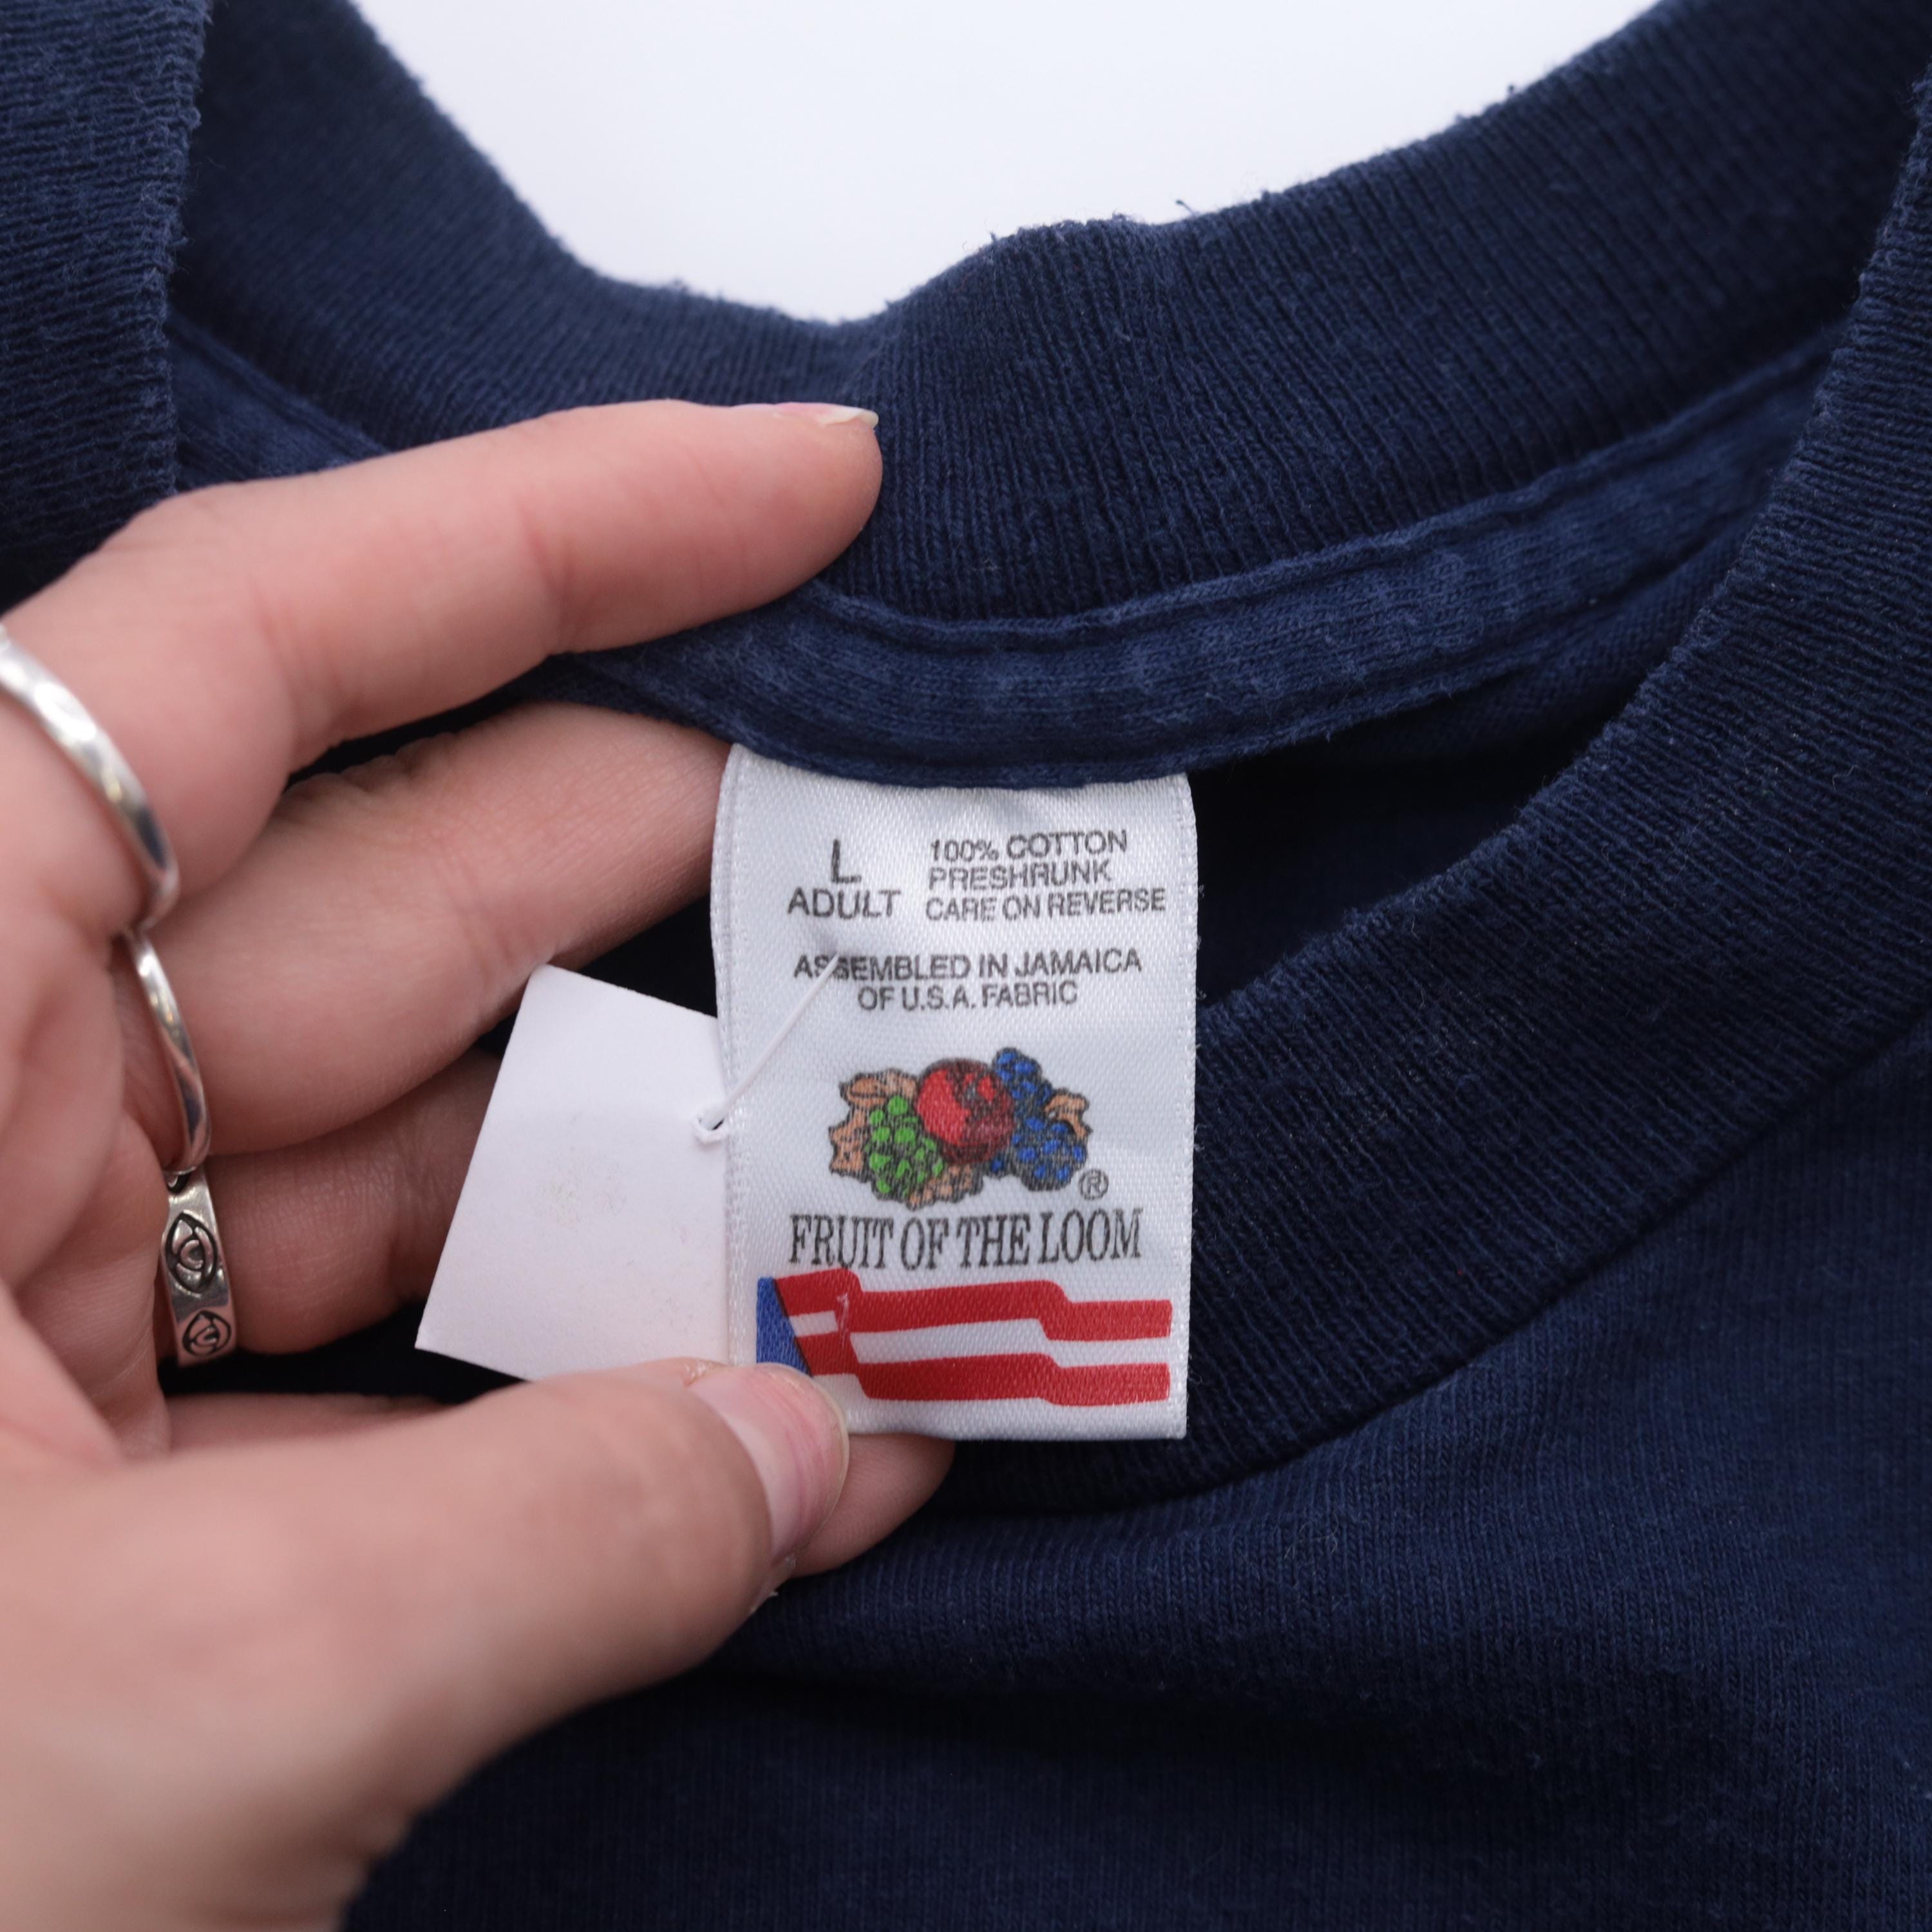 L
ADULT
100% COTTON
PRESHRUNK
CARE ON REVERSE
ASSEMBLED IN JAMAICA
OF U.S.A. FABRIC
®
FRUIT OF THE LOOM